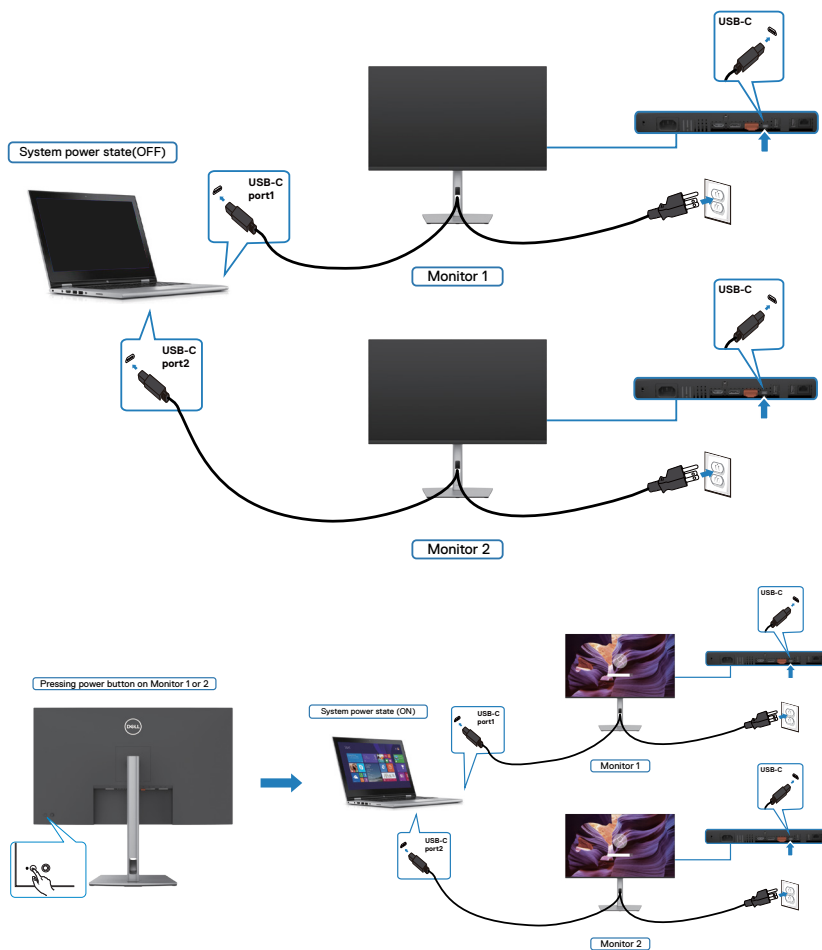 USB-C
System power state(OFF)
USB-C
port1
Monitor 1
USB-C
USB-C
port2
Monitor 2
USB-C
Pressing power button on Monitor 1 or 2
System power state (ON)
USB-C
port1
DELL
Monitor 1
USB-C
USB-C
port2
Monitor 2